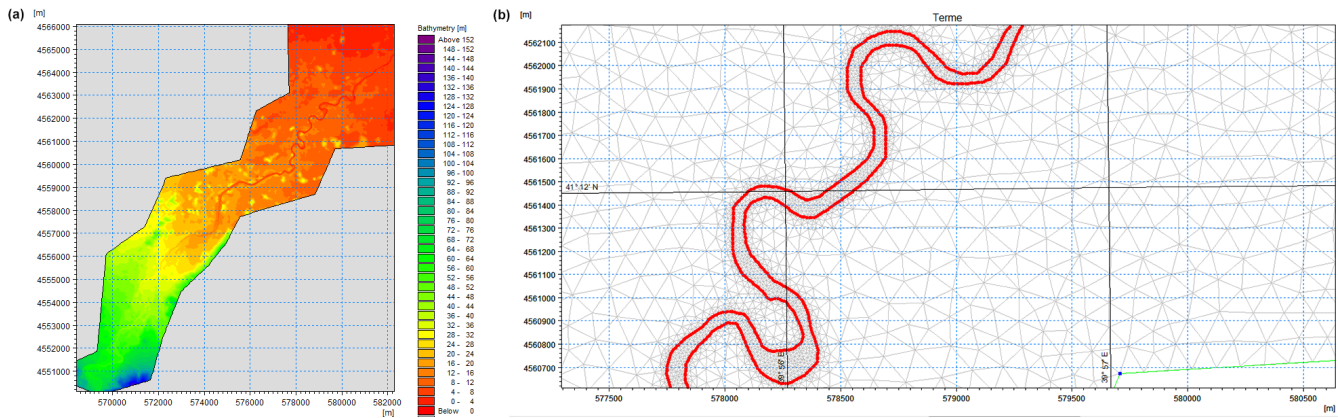 (a)
[m]
4566000
4565000
4564000
4563000
4562000
4561000
4560000
4559000
4558000
4557000
4556000
4555000
4554000
4553000
4552000
4551000
570000 572000 574000 576000 578000 580000 582000
[m]
Bathymetry [m]
Above 152
148 - 152
144 - 148
140 - 144
136 - 140
132 - 136
128 - 132
124 - 128
120 - 124
116 - 120
112 - 116
108 - 112
104 - 108
100 - 104
96 - 100
92 - 96
88 - 92
84 - 88
80 - 84
76 - 80
72 - 76
68 - 72
64 - 68
60 - 64
56 - 60
52 - 56
48 - 52
44 - 48
40 - 44
36 - 40
32 - 36
28 - 32
24 - 28
20 - 24
16 - 20
12 - 16
8 - 12
4 - 8
0 - 4
Below 0
(b)
[m]
Terme
4562100
4562000
4561900
4561800
4561700
4561600
4561500
4561400
4561300
4561200
4561100
4561000
4560900
4560800
4560700
41° 12' N
39° 56' E
39° 57' E
577500 578000 578500 579000 579500 580000 580500
[m]